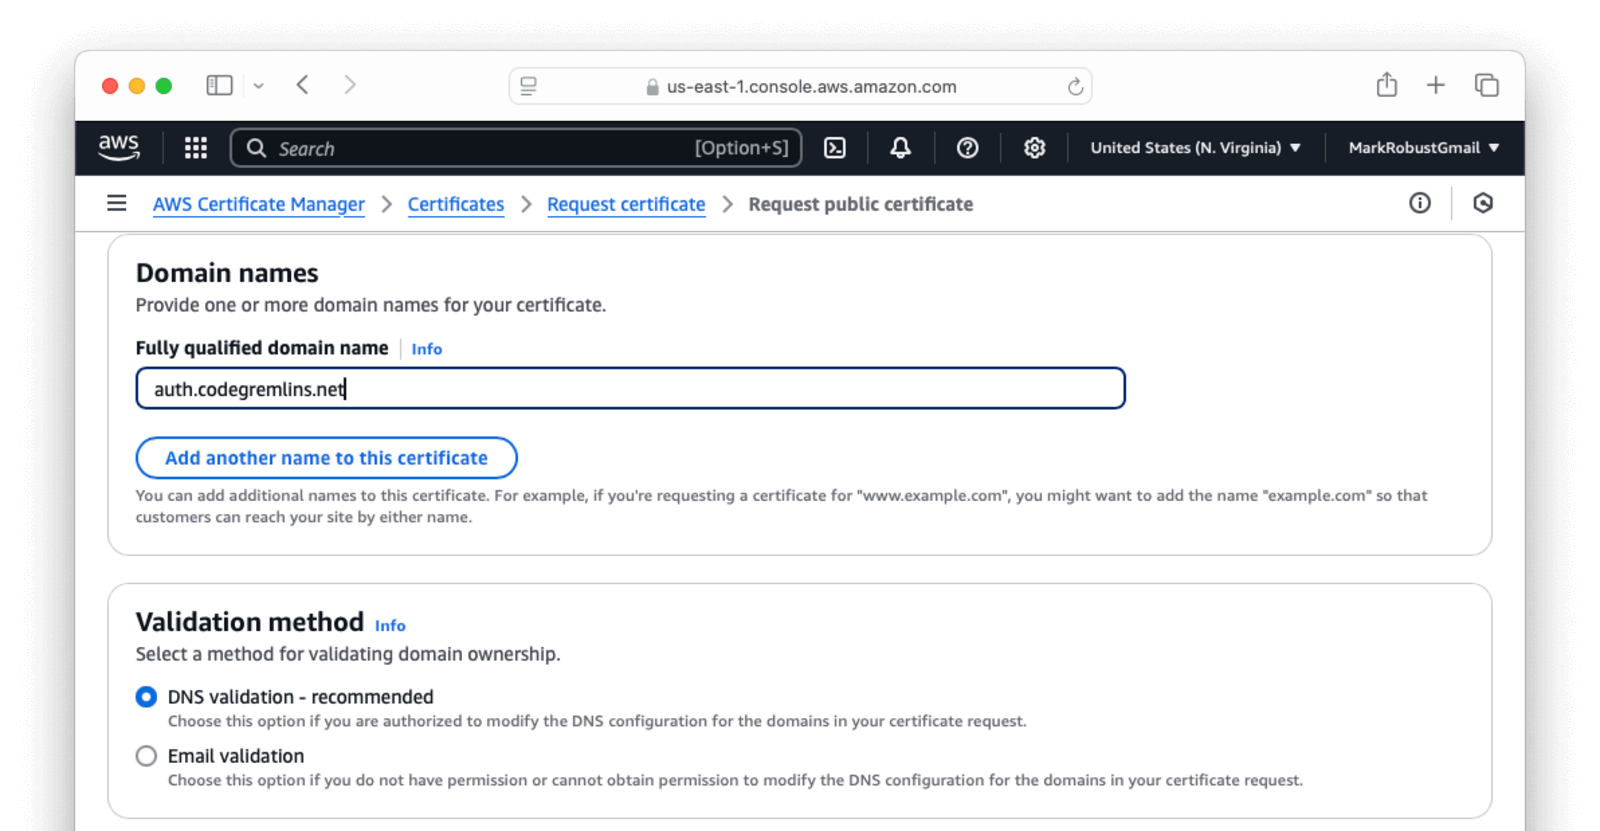 us-east-1.console.aws.amazon.com
aws
Search [Option+S] United States (N. Virginia) ▼ MarkRobustGmail ▼
AWS Certificate Manager > Certificates > Request certificate > Request public certificate
Domain names
Provide one or more domain names for your certificate.
Fully qualified domain name Info
auth.codegremlins.net
Add another name to this certificate
You can add additional names to this certificate. For example, if you're requesting a certificate for "www.example.com", you might want to add the name "example.com" so that
customers can reach your site by either name.
Validation method Info
Select a method for validating domain ownership.
DNS validation - recommended
Choose this option if you are authorized to modify the DNS configuration for the domains in your certificate request.
Email validation
Choose this option if you do not have permission or cannot obtain permission to modify the DNS configuration for the domains in your certificate request.